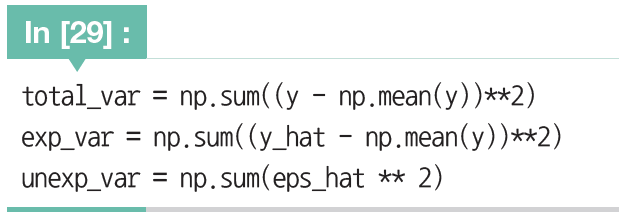 In [29] :
total_var = np.sum((y - np.mean(y))**2)
exp_var = np.sum((y_hat - np.mean(y))**2)
unexp_var = np.sum(eps_hat ** 2)